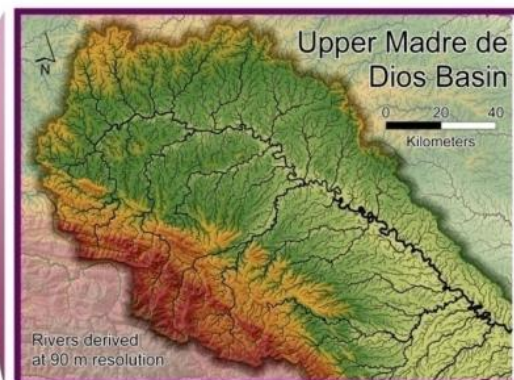 Upper Madre de
Dios Basin
N
0 20 40
Kilometers
Rivers derived
at 90 m resolution